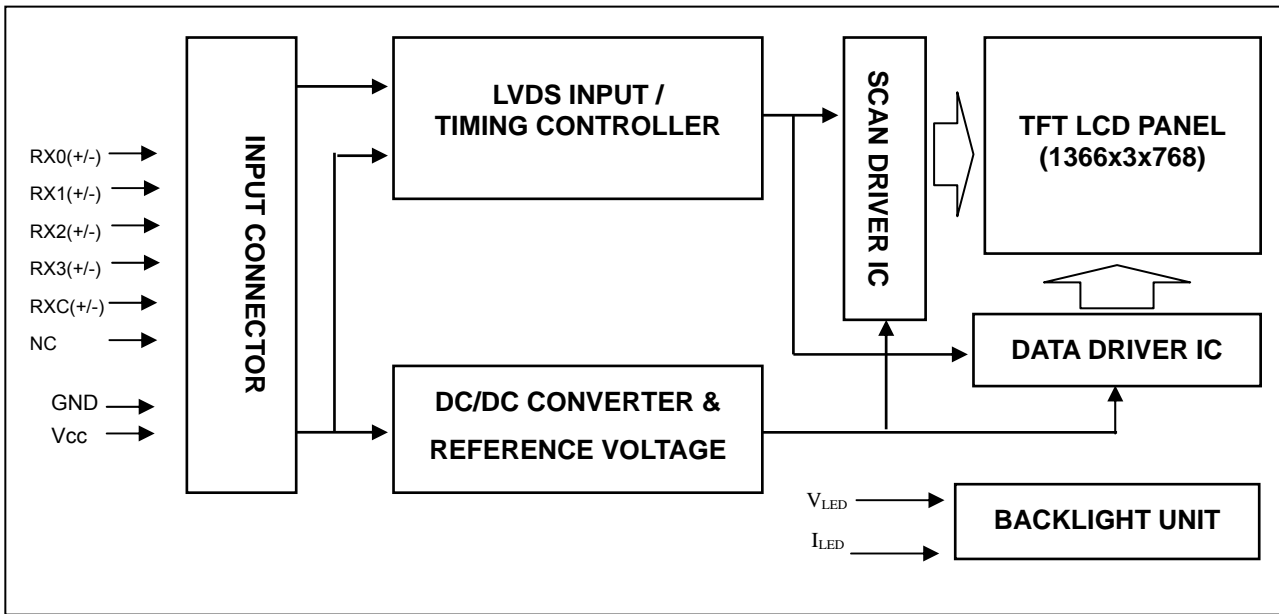 RX0(+/-)
RX1(+/-)
RX2(+/-)
RX3(+/-)
RXC(+/-)
NC
GND
Vcc
INPUT CONNECTOR
LVDS INPUT /
TIMING CONTROLLER
DC/DC CONVERTER &
REFERENCE VOLTAGE
SCAN DRIVER IC
TFT LCD PANEL
(1366x3x768)
DATA DRIVER IC
VLED
ILED
BACKLIGHT UNIT